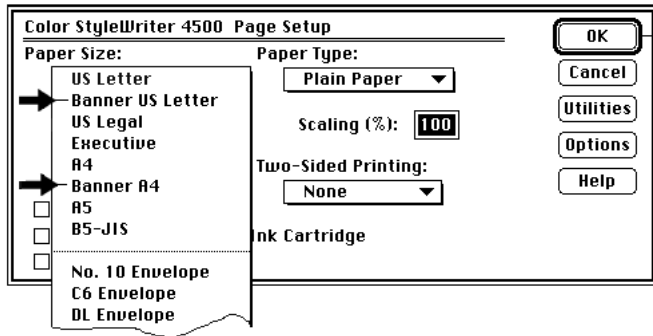 Color StyleWriter 4500 Page Setup
Paper Size:
US Letter
Banner US Letter
US Legal
Executive
A4
Banner A4
A5
B5-JIS
No. 10 Envelope
C6 Envelope
DL Envelope
Paper Type:
Plain Paper
Scaling (%): 100
Two-Sided Printing:
None
Ink Cartridge
OK
Cancel
Utilities
Options
Help